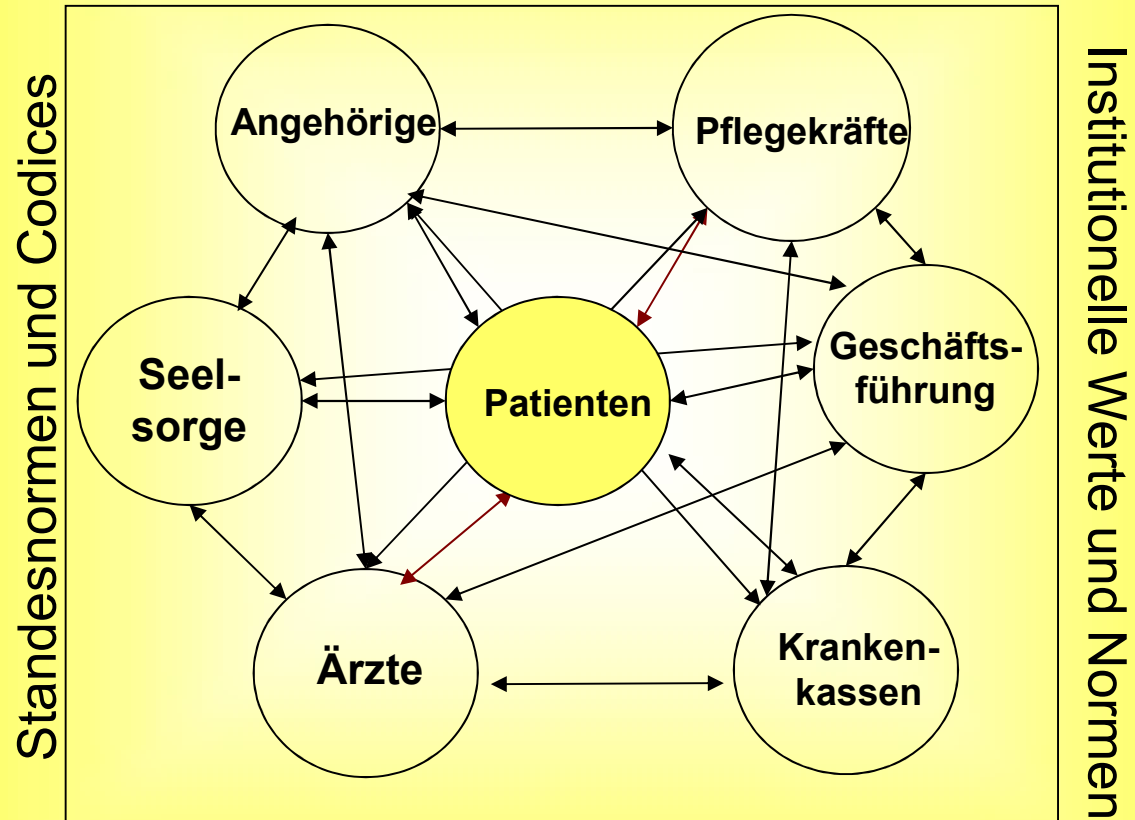 Standesnormen und Codices
Angehörige
Pflegekräfte
Seel-
sorge
Patienten
Geschäfts-
führung
Ärzte
Kranken-
kassen
Institutionelle Werte und Normen